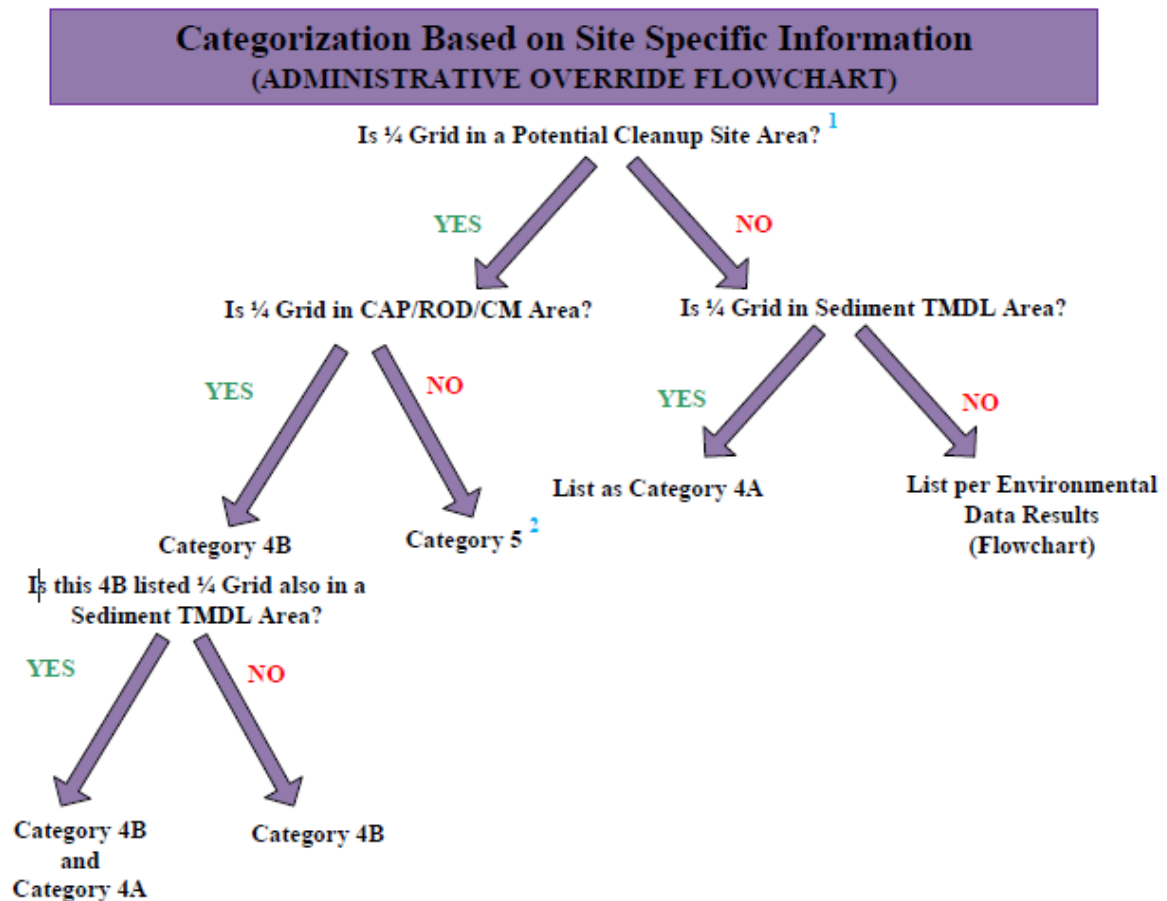 Categorization Based on Site Specific Information
(ADMINISTRATIVE OVERRIDE FLOWCHART)
Is ¼ Grid in a Potential Cleanup Site Area? 1
YES
NO
Is ¼ Grid in CAP/ROD/CM Area?
Is ¼ Grid in Sediment TMDL Area?
YES
NO
YES
NO
List as Category 4A
List per Environmental
Data Results
(Flowchart)
Category 4B
Category 5 2
Is this 4B listed ¼ Grid also in a
Sediment TMDL Area?
YES
NO
Category 4B
and
Category 4A
Category 4B